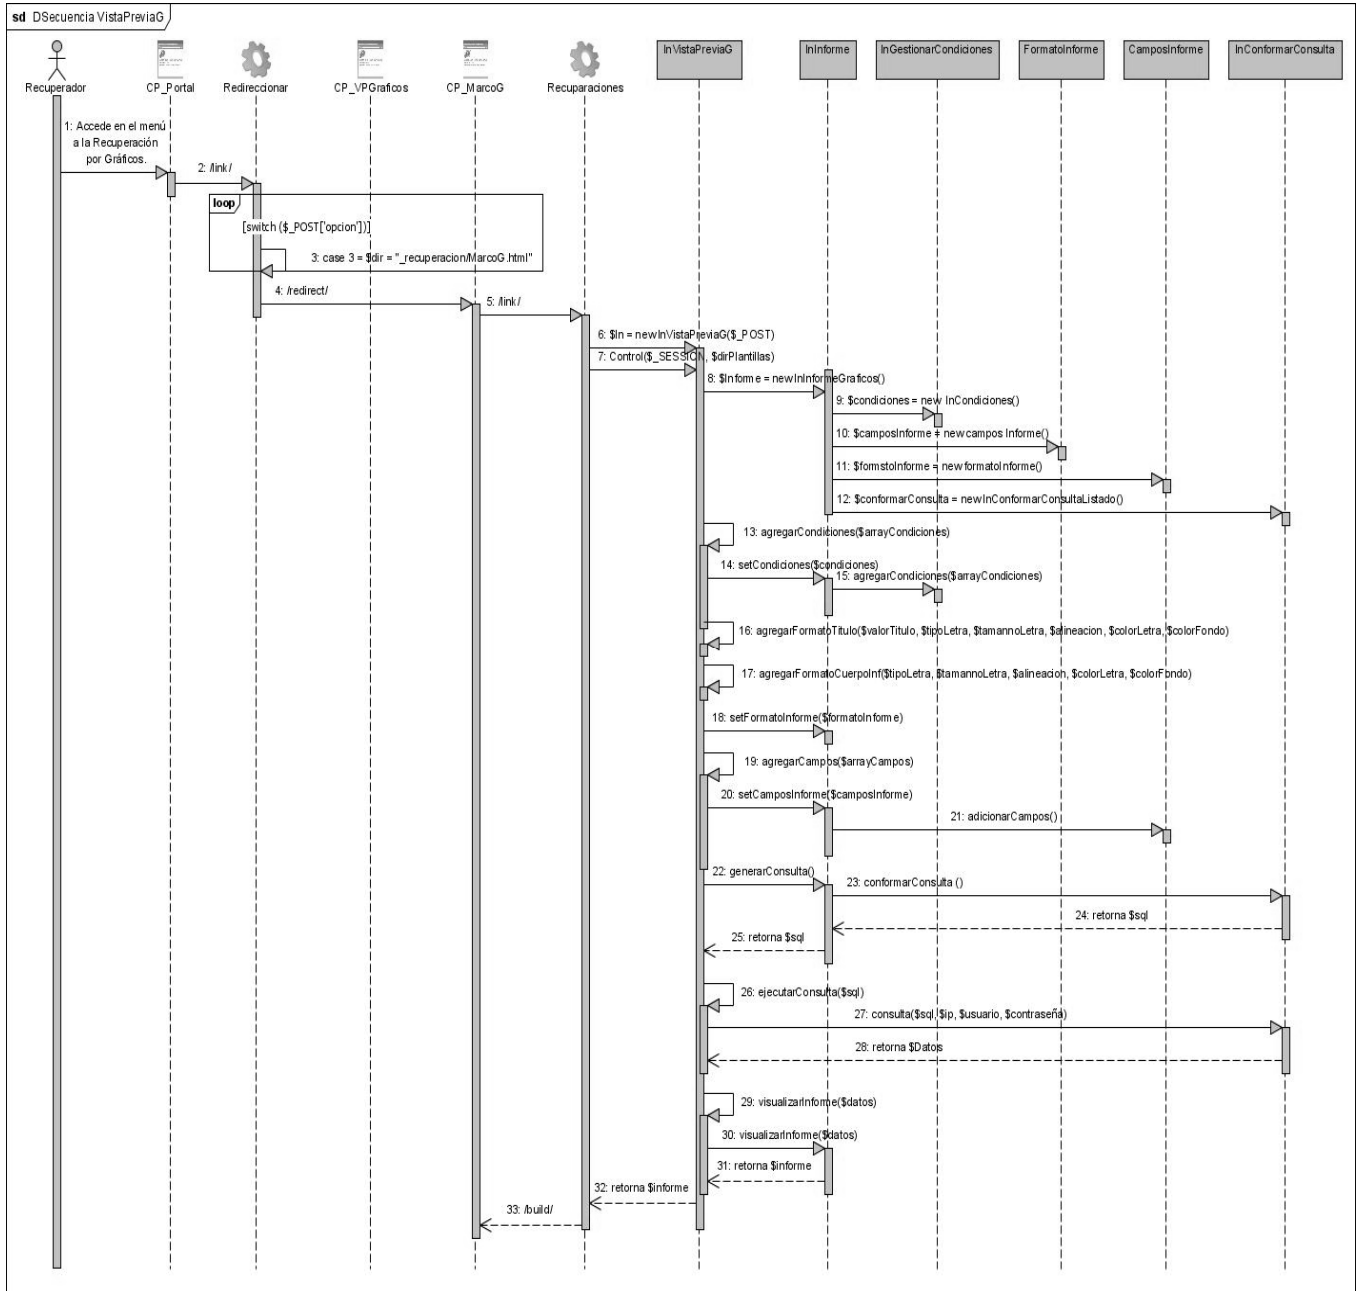 sd DSecuencia VistaPreviaG
Recuperador
CP_Portal
Redireccionar
CP_VPGraficos
CP_MarcoG
Recuparaciones
InVistaPreviaG
InInforme
InGestionarCondiciones
FormatoInforme
CamposInforme
InConformarConsulta
1: Accede en el menú
a la Recuperación
por Gráficos.
2: /link/
loop
[switch ($_POST['opcion'])]
3: case 3 = $dir = "_recuperacion/MarcoG.html"
4: /redirect/
5: /link/
6: $In = newInVistaPreviaG($_POST)
7: Control($_SESSION, $dirPlantillas)
8: $Informe = newInInformeGraficos()
9: $condiciones = new InCondiciones()
10: $camposInforme = newcampos Informe()
11: $formstoInforme = newformatoInforme()
12: $conformarConsulta = newInConformarConsultaListado()
13: agregarCondiciones($arrayCondiciones)
14: setCondiciones($condiciones)
15: agregarCondiciones($arrayCondiciones)
16: agregarFormatoTitulo($valorTitulo, $tipoLetra, $tamannoLetra, $alineacion, $colorLetra, $colorFondo)
17: agregarFormatoCuerpoInf($tipoLetra, $tamannoLetra, $alineacion, $colorLetra, $colorFondo)
18: setFormatoInforme($formatoInforme)
19: agregarCampos($arrayCampos)
20: setCamposInforme($camposInforme)
21: adicionarCampos()
22: generarConsulta()
23: conformarConsulta ()
24: retorna $sql
25: retorna $sql
26: ejecutarConsulta($sql)
27: consulta($sql, $ip, $usuario, $contraseña)
28: retorna $Datos
29: visualizarInforme($datos)
30: visualizarInforme($datos)
31: retorna $informe
32: retorna $informe
33: /build/